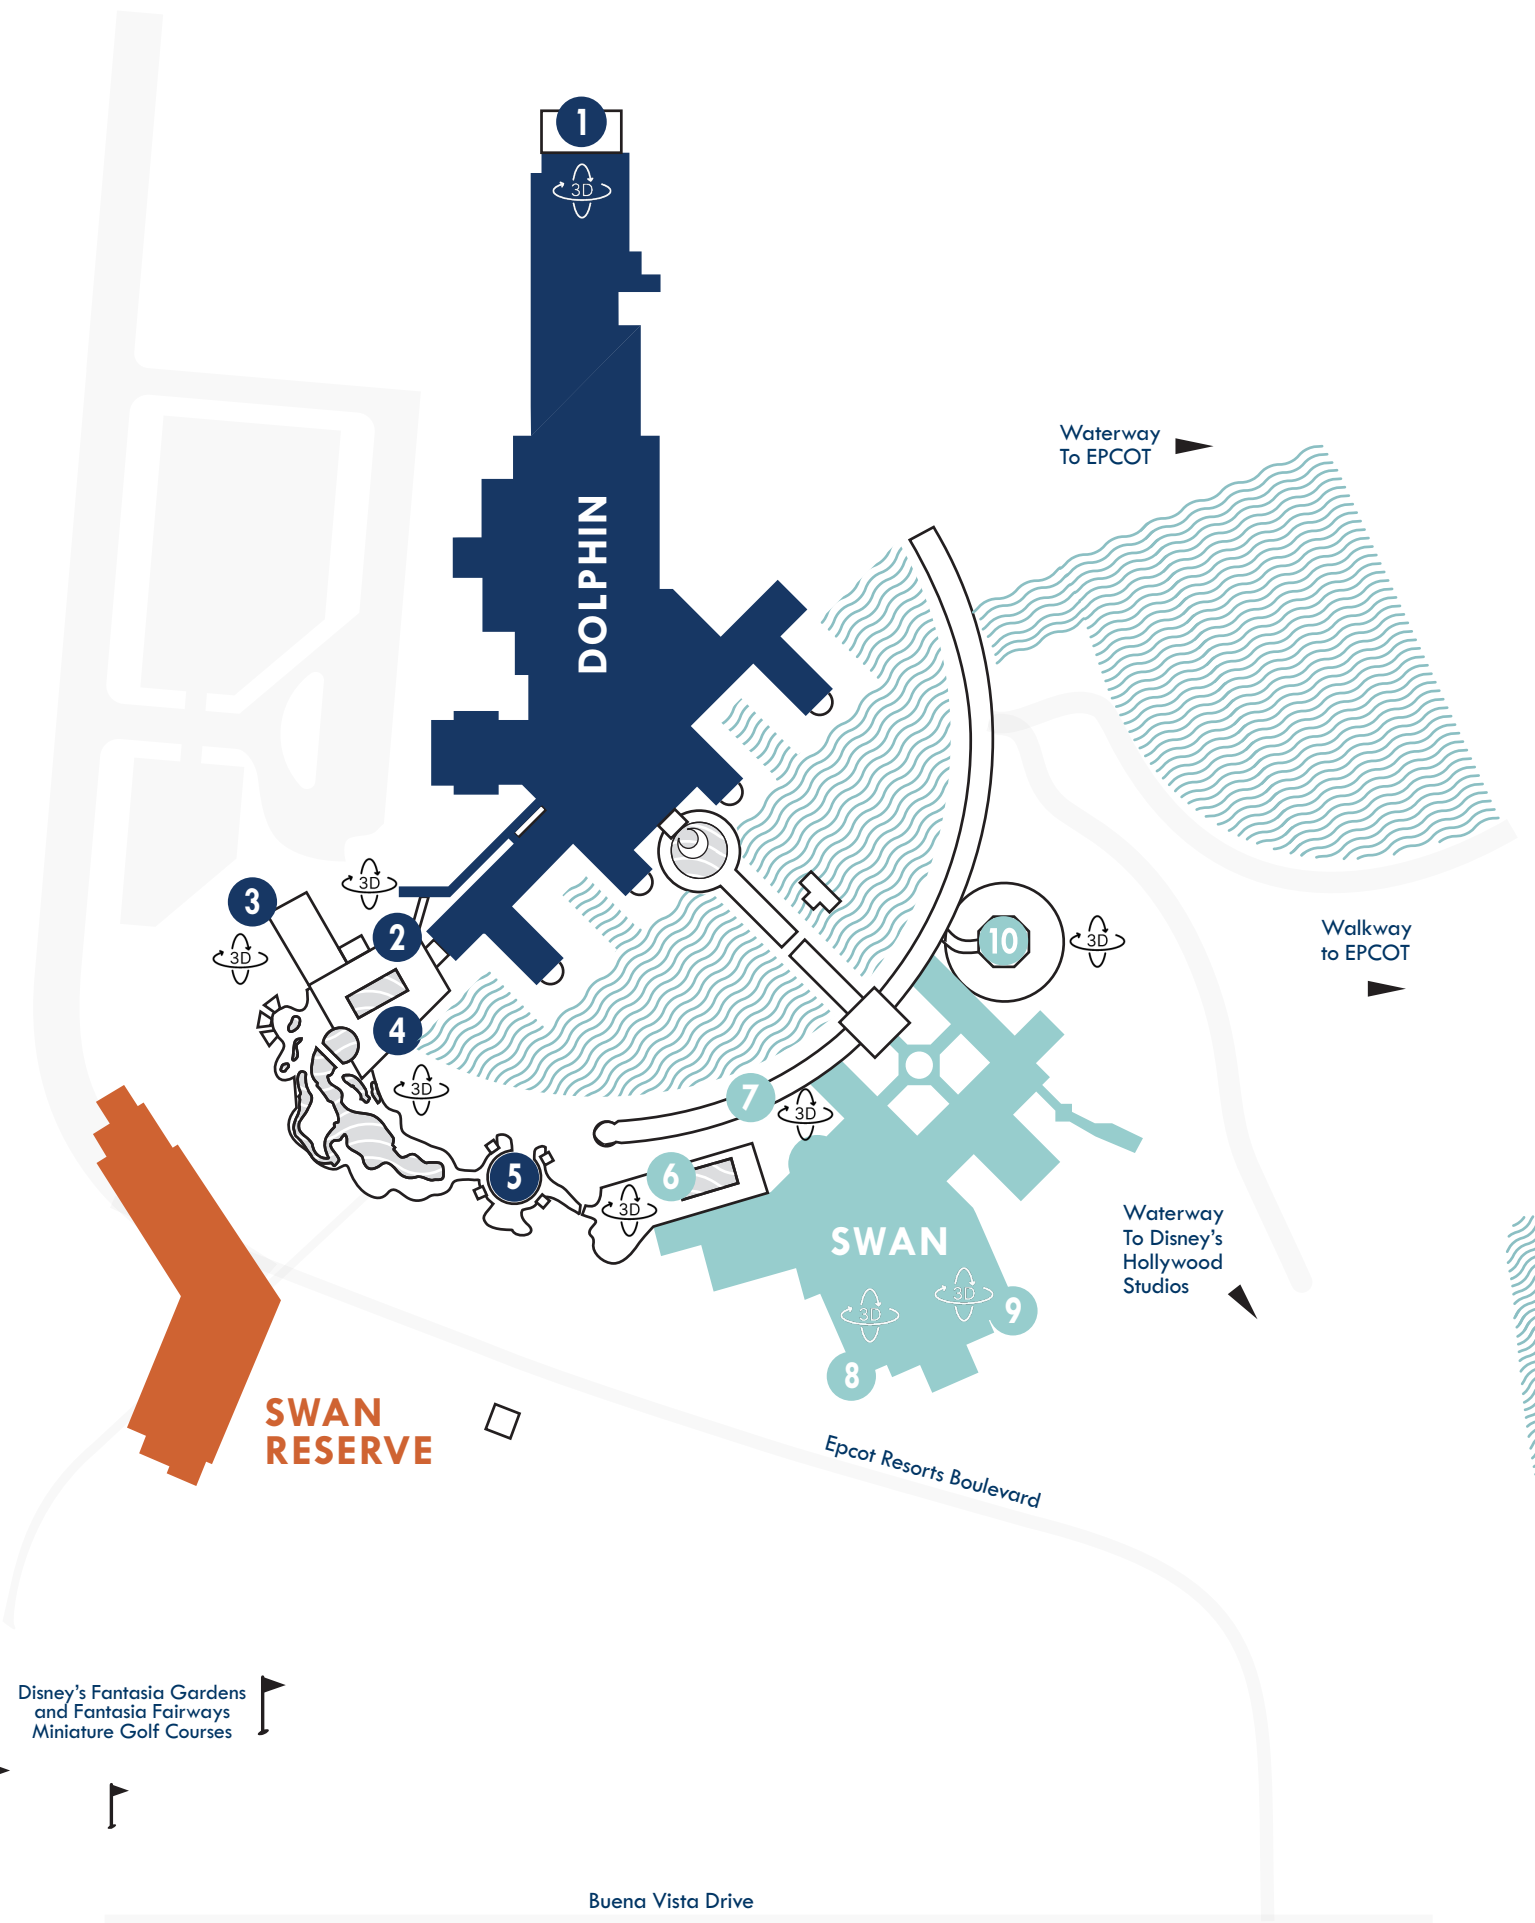 1
3D
Waterway
To EPCOT
DOLPHIN
3D
3
2
3D
10
3D
Walkway
to EPCOT
4
3D
7
3D
5
6
3D
SWAN
Waterway
To Disney's
Hollywood
Studios
3D
3D
9
8
SWAN
RESERVE
Epcot Resorts Boulevard
Disney's Fantasia Gardens
and Fantasia Fairways
Miniature Golf Courses
Buena Vista Drive